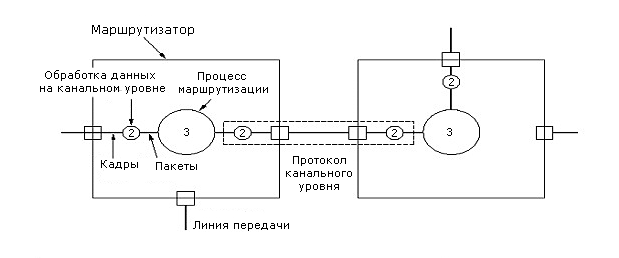 Маршрутизатор
Обработка данных
на канальном уровне
Процесс
маршрутизации
2
3
2
2
3
2
Кадры
Пакеты
Протокол
канального
уровня
Линия передачи